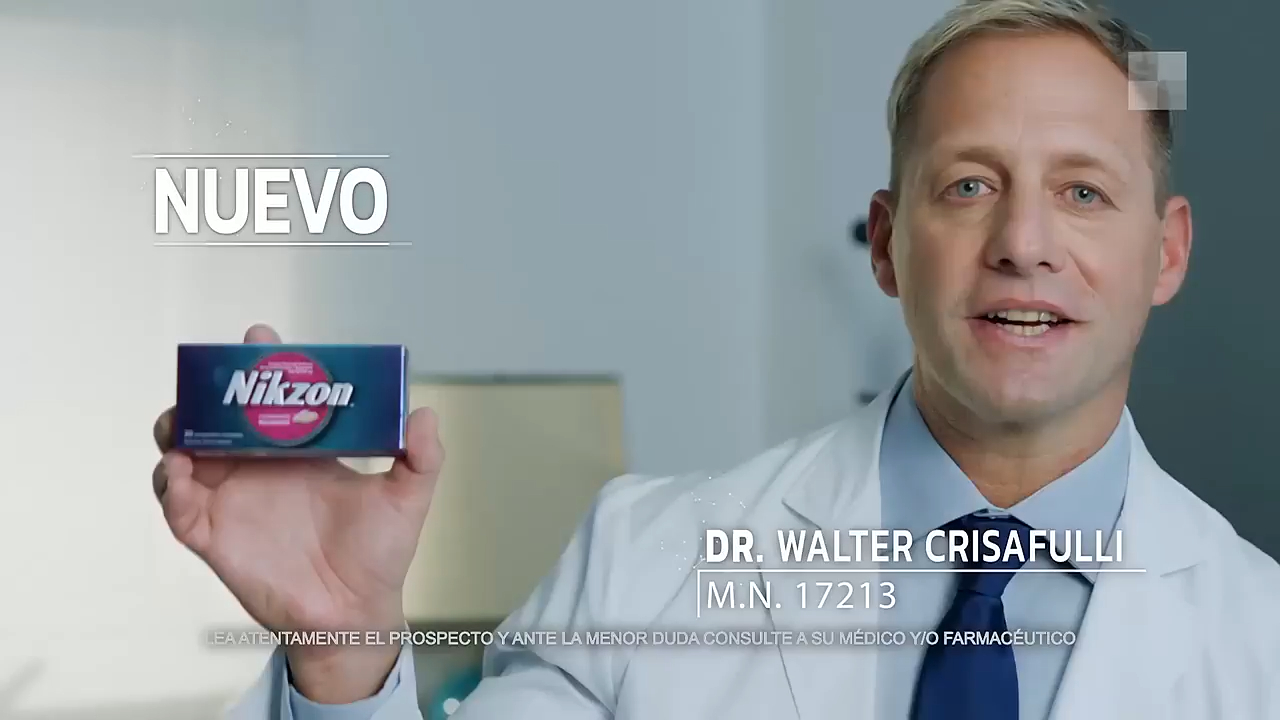 NUEVO
Nikzon
DR. WALTER CRISAFULLI
M.N. 17213
LEA ATENTAMENTE EL PROSPECTO Y ANTE LA MENOR DUDA CONSULTE A SU MÉDICO Y/O FARMACÉUTICO